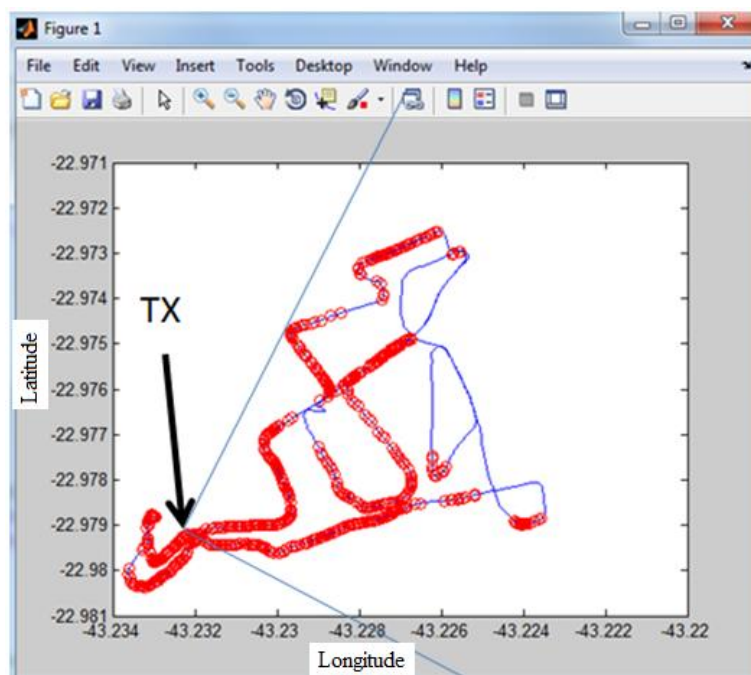 Figure 1
File Edit View Insert Tools Desktop Window Help
-22.971
-22.972
-22.973
-22.974
TX
-22.975
Latitude
-22.976
-22.977
-22.978
-22.979
-22.98
-22.981
-43.234 -43.232 -43.23 -43.228 -43.226 -43.224 -43.222 -43.22
Longitude